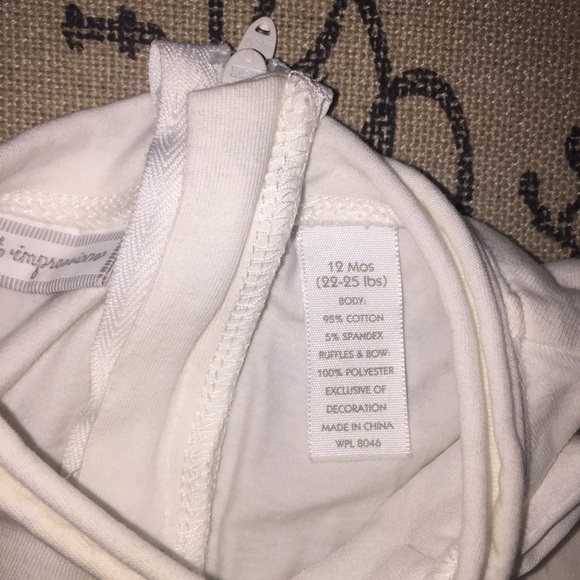 impressions
12 Mos
(22-25 lbs)
BODY:
95% COTTON
5% SPANDEX
RUFFLES & BOW:
100% POLYESTER
EXCLUSIVE OF
DECORATION
MADE IN CHINA
WPL 8046